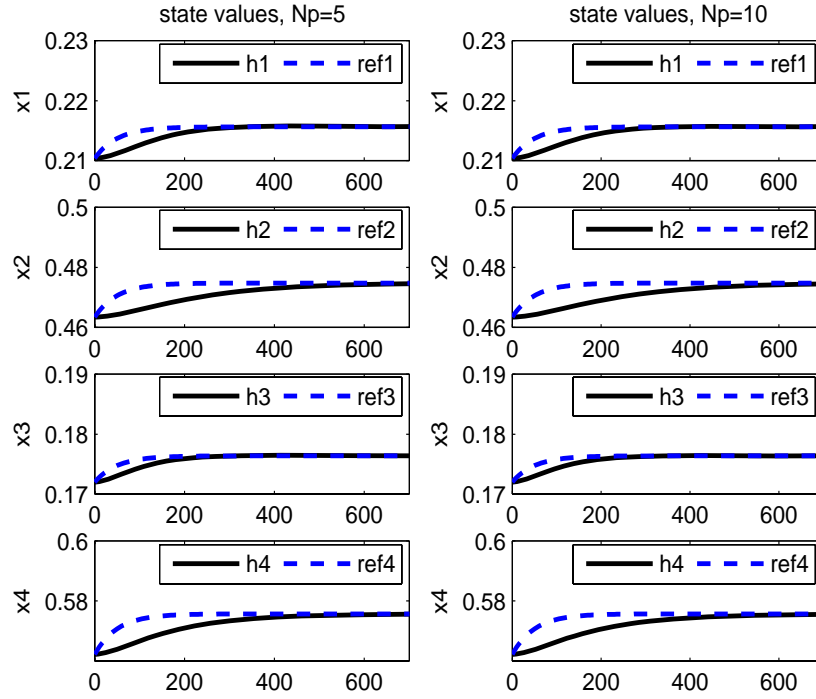 state values, Np=5
0.23
0.22
0.21
x1
h1 ref1
0 200 400 600
0.5
0.48
0.46
x2
h2 ref2
0 200 400 600
0.19
0.18
0.17
x3
h3 ref3
0 200 400 600
0.6
0.58
x4
h4 ref4
0 200 400 600
state values, Np=10
0.23
0.22
0.21
x1
h1 ref1
0 200 400 600
0.5
0.48
0.46
x2
h2 ref2
0 200 400 600
0.19
0.18
0.17
x3
h3 ref3
0 200 400 600
0.6
0.58
x4
h4 ref4
0 200 400 600